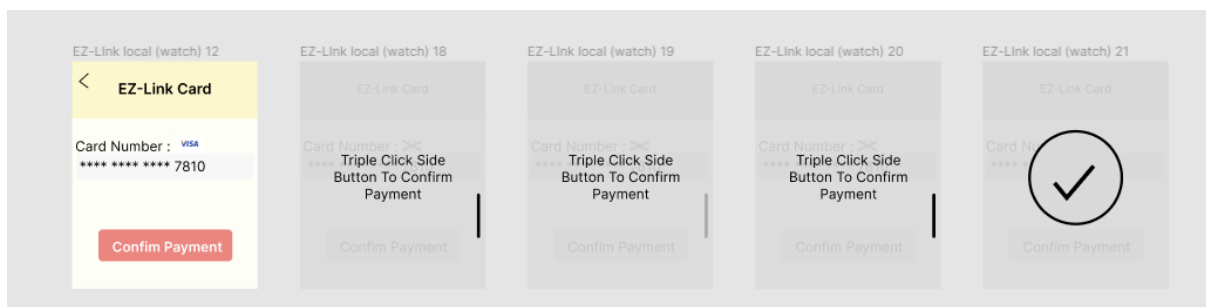 EZ-LInk local (watch) 12
EZ-Link Card
Card Number : VISA
**** **** **** 7810
Confim Payment
EZ-LInk local (watch) 18
EZ-Link Card
Card Number :
Triple Click Side
Button To Confirm
Payment
Confim Payment
EZ-LInk local (watch) 19
EZ-Link Card
Card Number :
Triple Click Side
Button To Confirm
Payment
Confim Payment
EZ-LInk local (watch) 20
EZ-Link Card
Card Number :
Triple Click Side
Button To Confirm
Payment
Confim Payment
EZ-LInk local (watch) 21
EZ-Link Card
Card Nu
****
Confim Payment